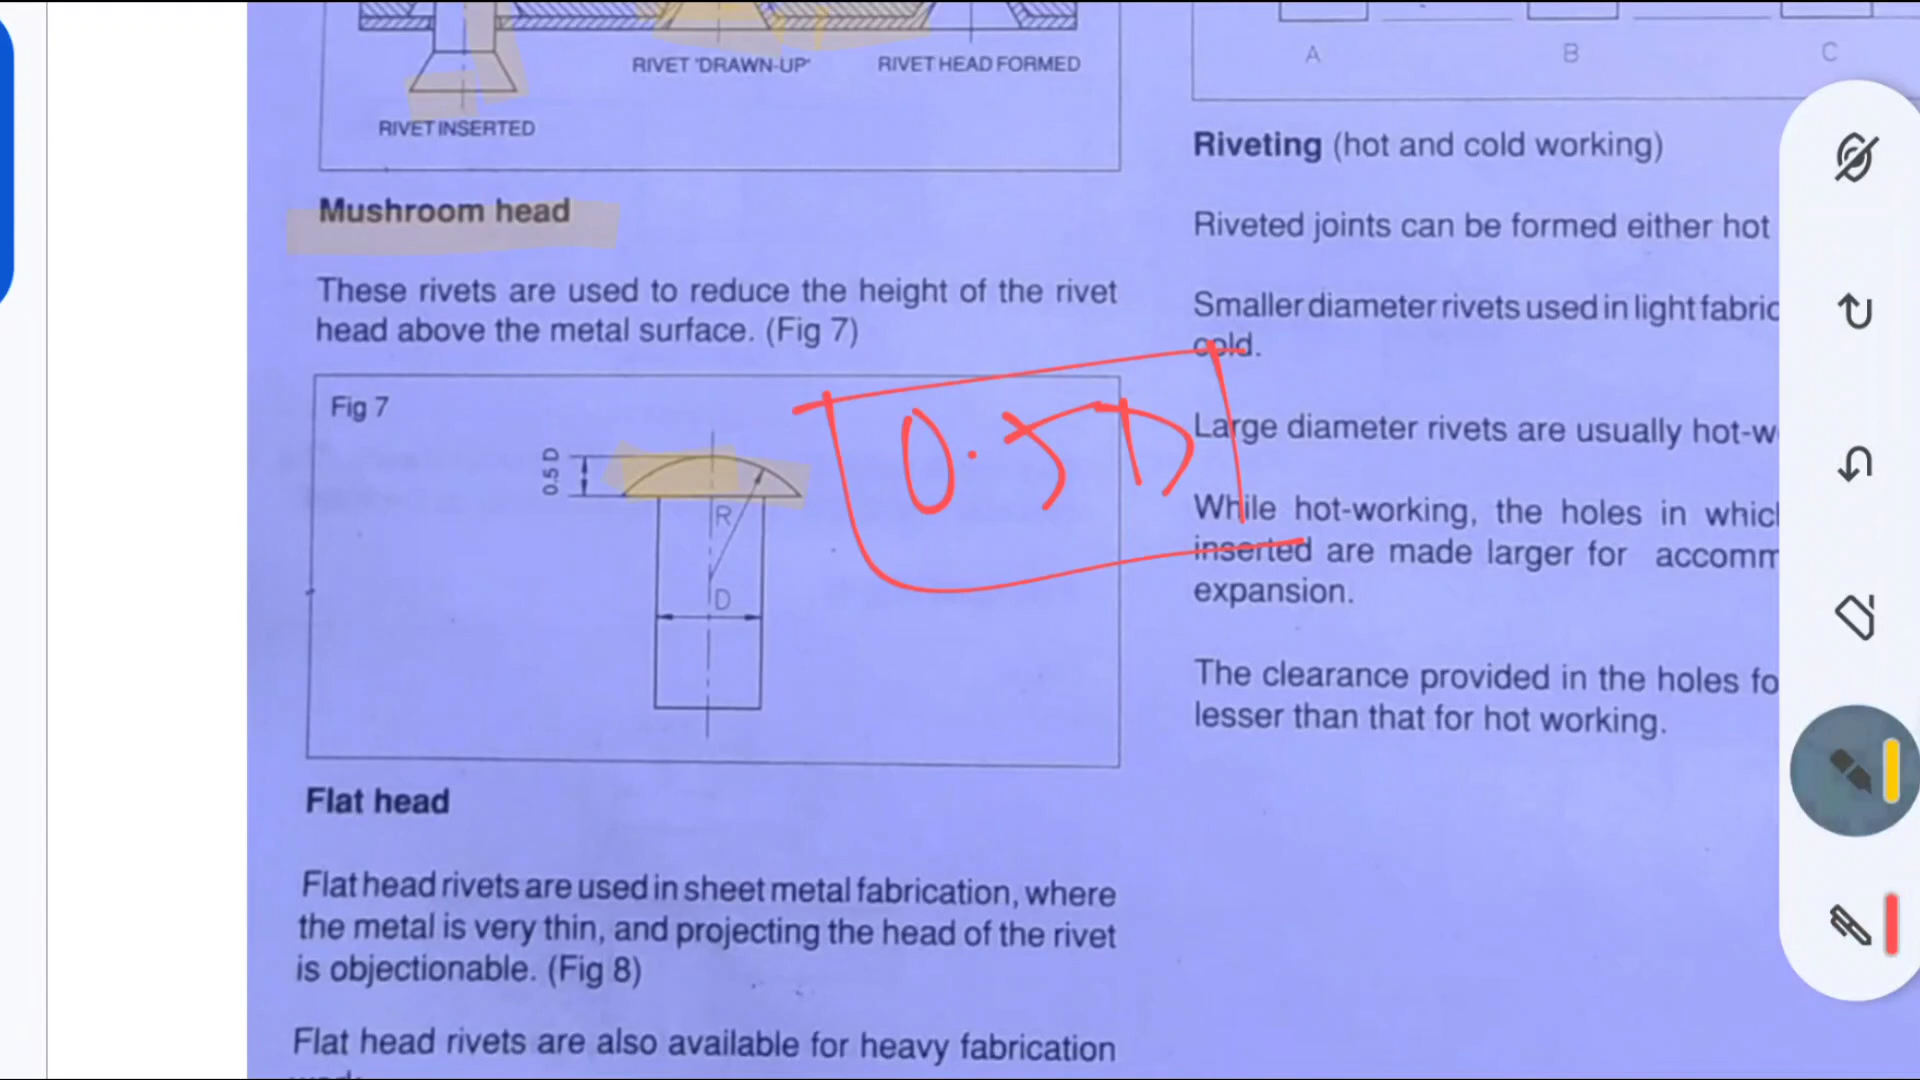 RIVET INSERTED
RIVET 'DRAWN-UP'
RIVET HEAD FORMED
Mushroom head
These rivets are used to reduce the height of the rivet
head above the metal surface. (Fig 7)
Fig 7
0.5 D
R
D
0.5D
Flat head
Flat head rivets are used in sheet metal fabrication, where
the metal is very thin, and projecting the head of the rivet
is objectionable. (Fig 8)
Flat head rivets are also available for heavy fabrication
A
B
C
Riveting (hot and cold working)
Riveted joints can be formed either hot
Smaller diameter rivets used in light fabric
cold.
Large diameter rivets are usually hot-w
While hot-working, the holes in whic
inserted are made larger for accomm
expansion.
The clearance provided in the holes fo
lesser than that for hot working.